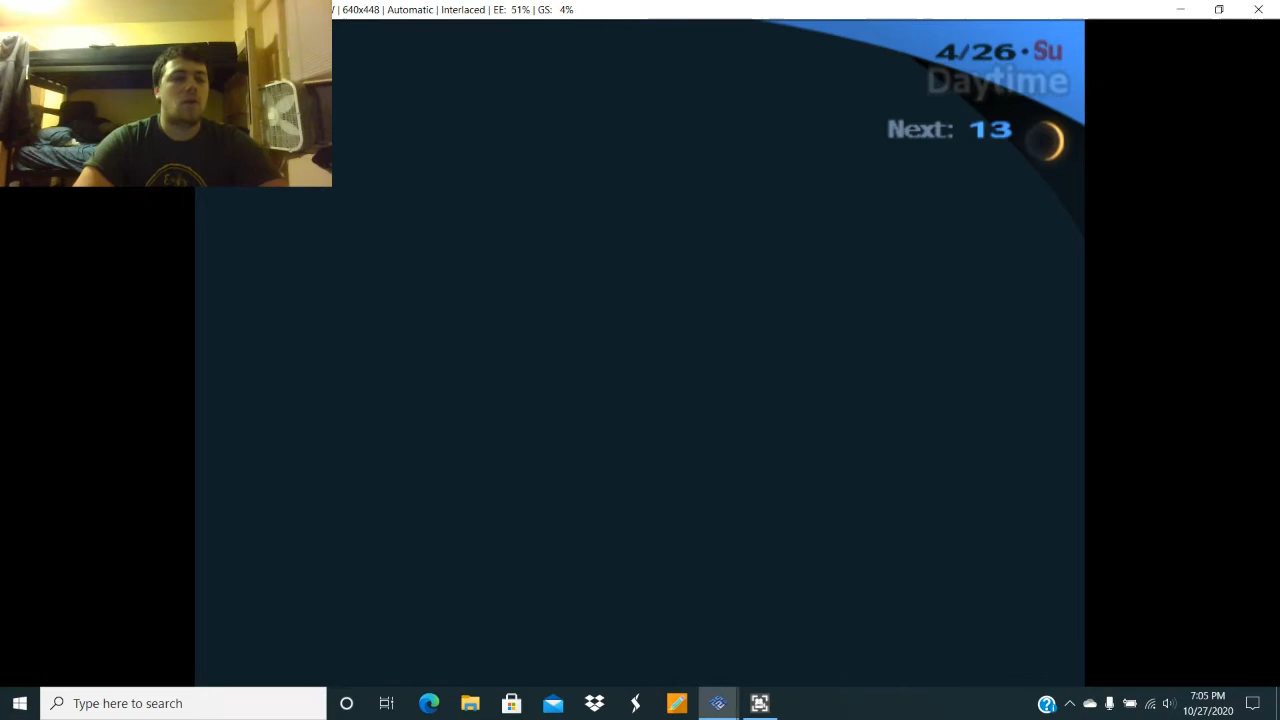 / | 640x448 | Automatic | Interlaced | EE: 51% | GS: 4%
4/26 · Su
Daytime
Next: 13
Type here to search
7:05 PM
10/27/2020